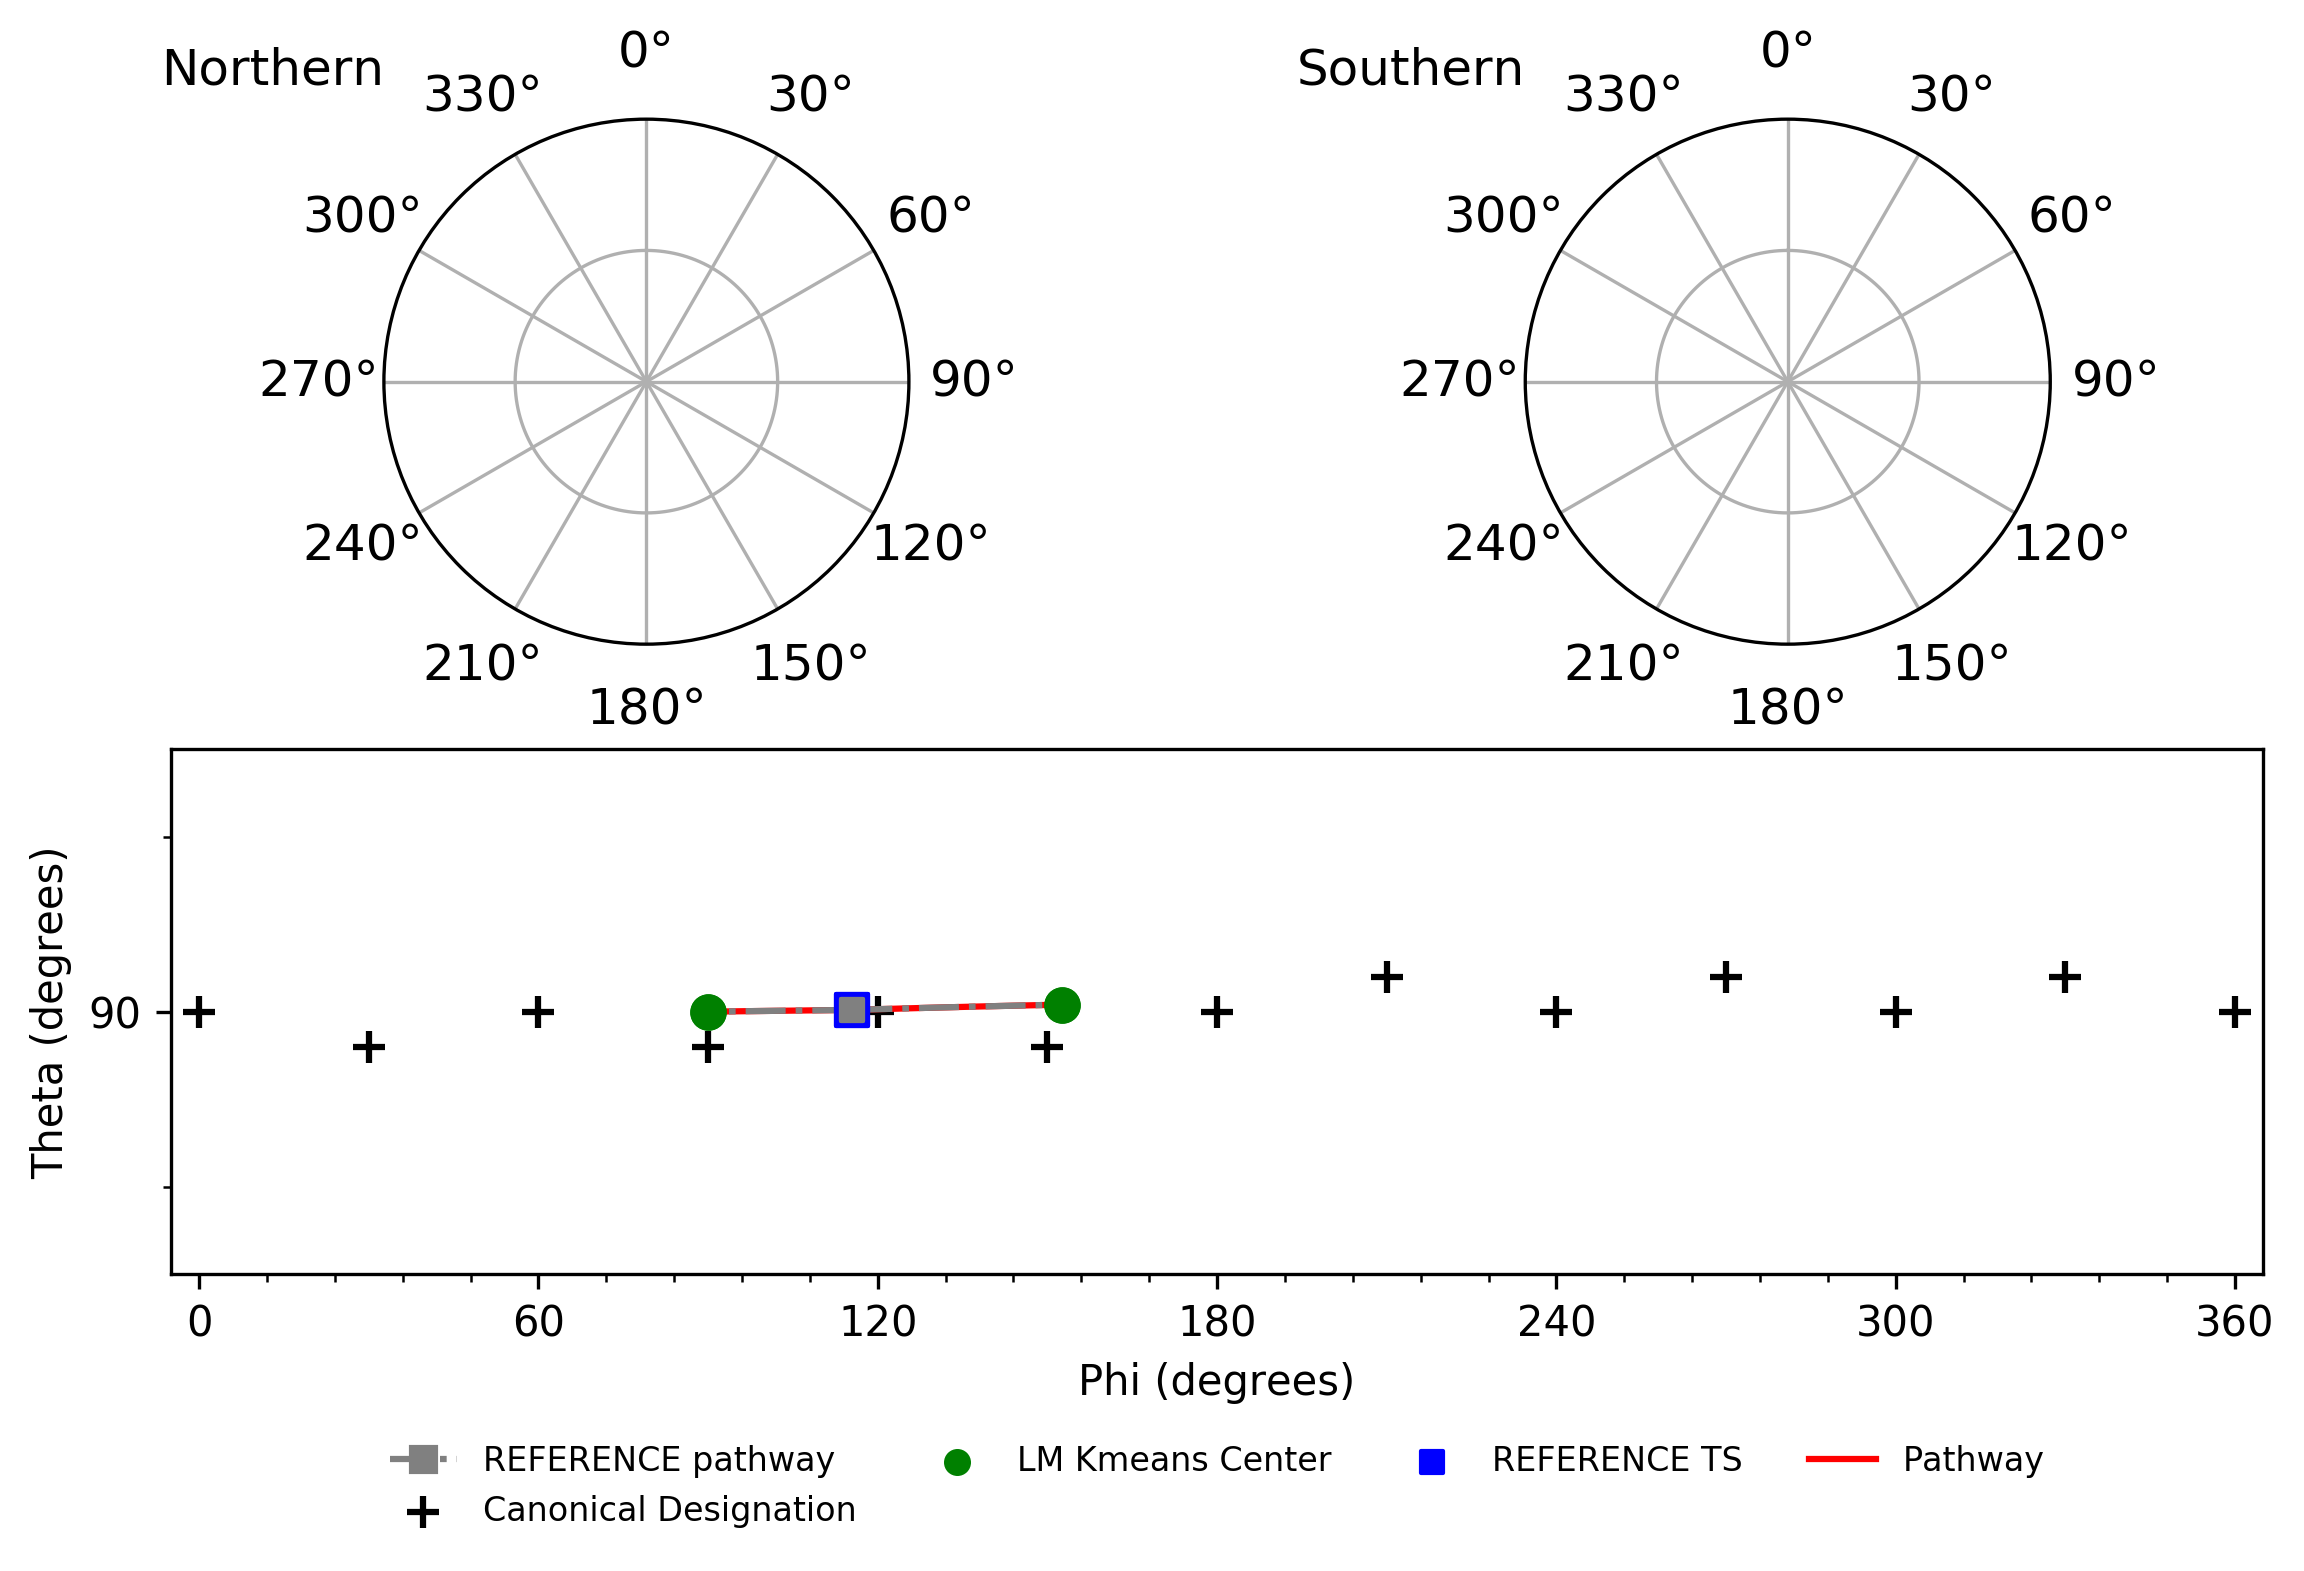 Northern
0°
30°
60°
90°
120°
150°
180°
210°
240°
270°
300°
330°
Southern
0°
30°
60°
90°
120°
150°
180°
210°
240°
270°
300°
330°
Theta (degrees)
90
0 60 120 180 240 300 360
Phi (degrees)
REFERENCE pathway
Canonical Designation
LM Kmeans Center
REFERENCE TS
Pathway